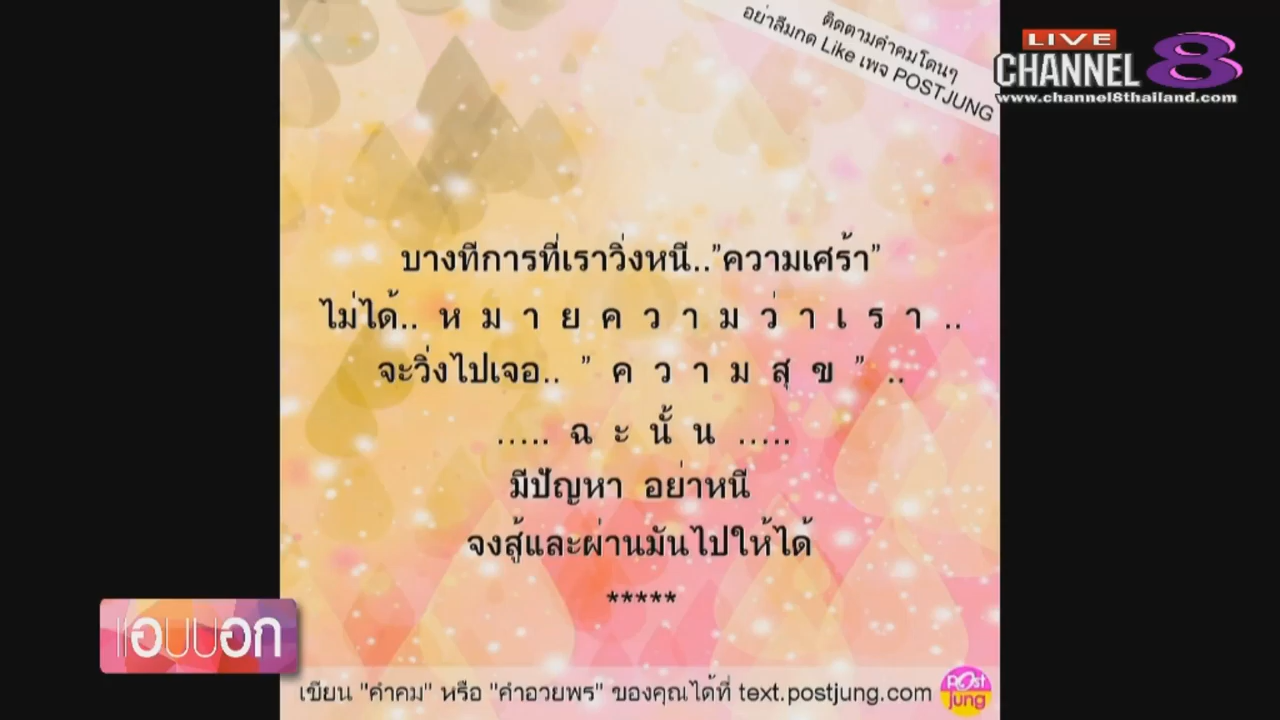 ติดตามคำคมโดนๆ
อย่าลืมกด Like เพจ POSTJUNG
LIVE
CHANNEL 8
www.channel8thailand.com
บางทีการที่เราวิ่งหนี..”ความเศร้า”
ไม่ได้.. ห ม า ย ค ว า ม ว่ า เ ร า ..
จะวิ่งไปเจอ.. ” ค ว า ม สุ ข ” ..
..... ฉ ะ นั้ น .....
มีปัญหา อย่าหนี
จงสู้และผ่านมันไปให้ได้
*****
แอบบอก
เขียน "คำคม" หรือ "คำอวยพร" ของคุณได้ที่ text.postjung.com
post
jung